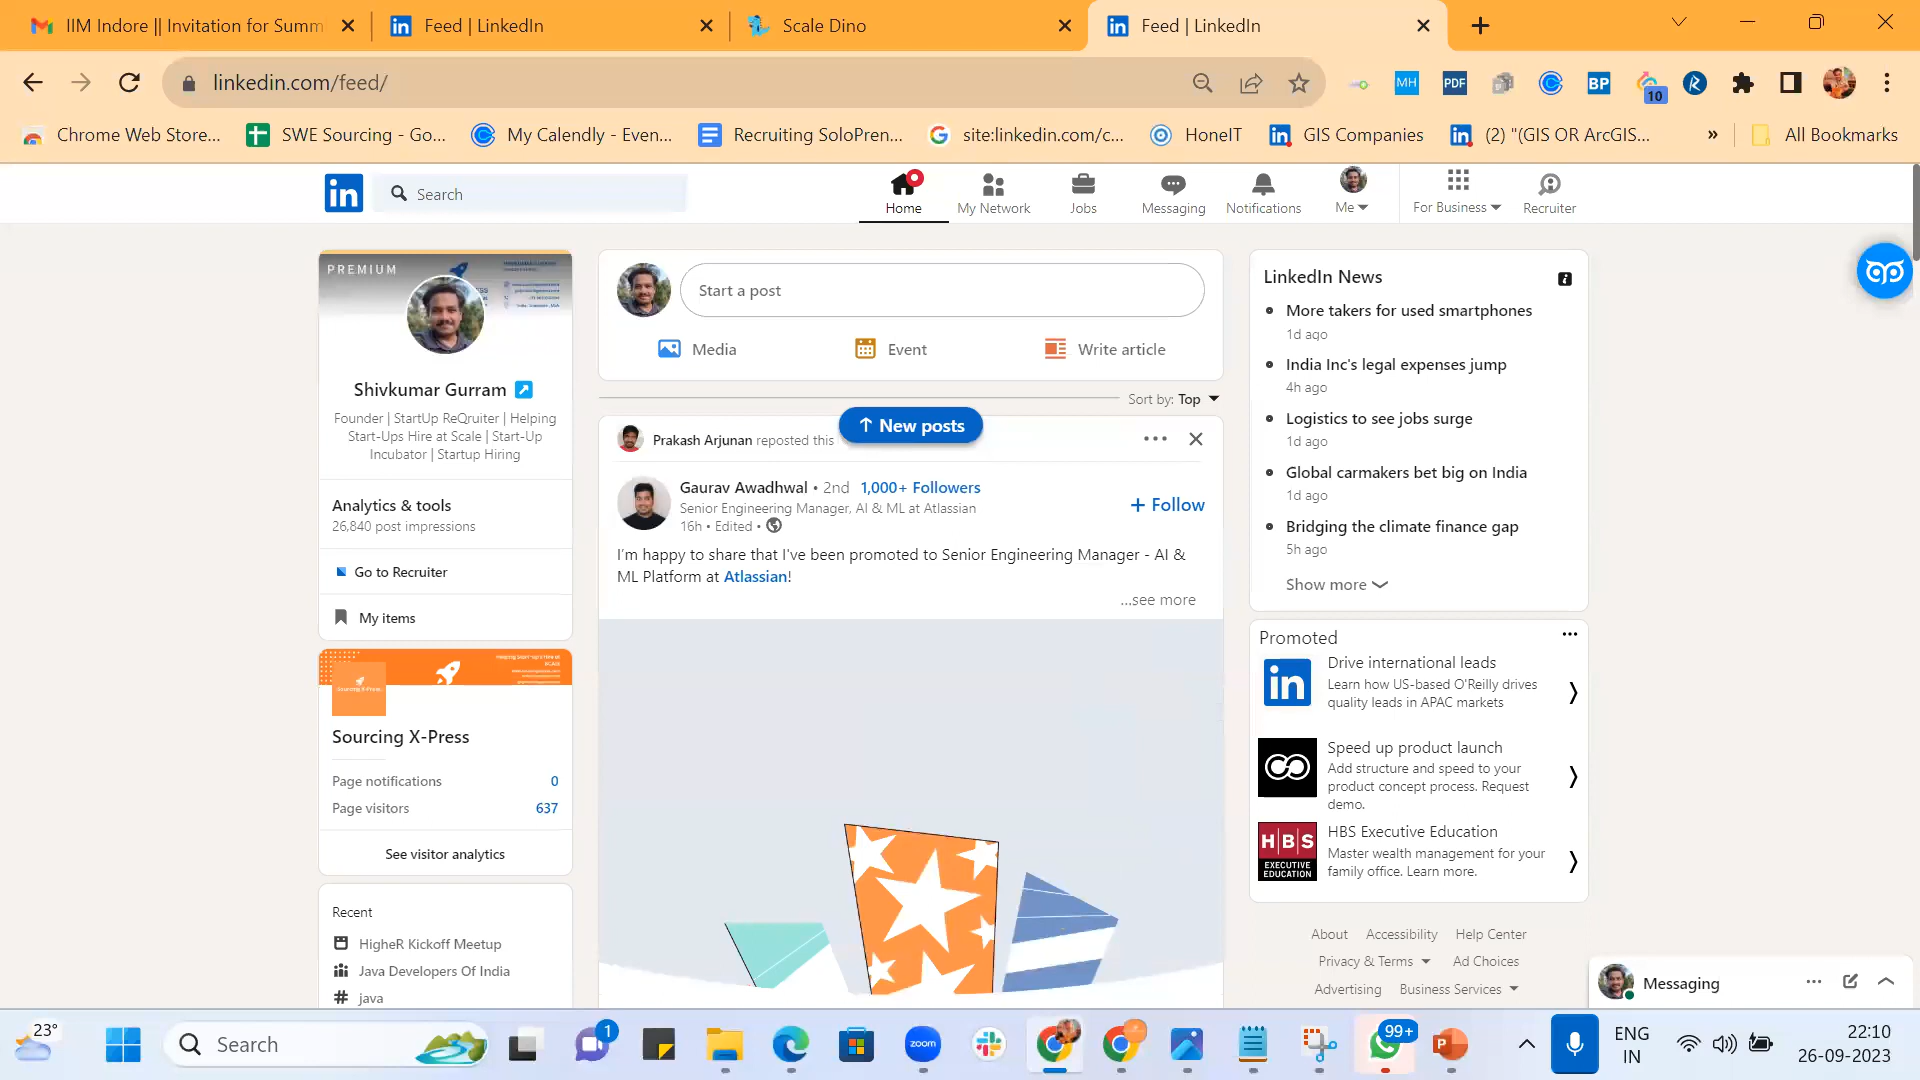 IIM Indore || Invitation for Summ
Feed | LinkedIn
Scale Dino
Feed | LinkedIn
linkedin.com/feed/
MH
PDF
BP
10
Chrome Web Store...
SWE Sourcing - Go...
My Calendly - Even...
Recruiting SoloPren...
site:linkedin.com/c...
HoneIT
GIS Companies
(2) "(GIS OR ArcGIS...
»
All Bookmarks
in
Search
Home
My Network
Jobs
Messaging
Notifications
Me
For Business
Recruiter
PREMIUM
Shivkumar Gurram
Founder | StartUp ReQruiter | Helping
Start-Ups Hire at Scale | Start-Up
Incubator | Startup Hiring
Analytics & tools
26,840 post impressions
Go to Recruiter
My items
Sourcing X-Press
Sourcing X-Press
Page notifications 0
Page visitors 637
See visitor analytics
Recent
HigheR Kickoff Meetup
Java Developers Of India
# java
Start a post
Media
Event
Write article
Sort by: Top
↑ New posts
Prakash Arjunan reposted this
Gaurav Awadhwal • 2nd 1,000+ Followers
Senior Engineering Manager, AI & ML at Atlassian
16h • Edited •
+ Follow
I'm happy to share that I've been promoted to Senior Engineering Manager - AI &
ML Platform at Atlassian!
...see more
LinkedIn News
More takers for used smartphones
1d ago
India Inc's legal expenses jump
4h ago
Logistics to see jobs surge
1d ago
Global carmakers bet big on India
1d ago
Bridging the climate finance gap
5h ago
Show more
Promoted
in
Drive international leads
Learn how US-based O'Reilly drives
quality leads in APAC markets
Speed up product launch
Add structure and speed to your
product concept process. Request
demo.
H|B|S
EXECUTIVE
EDUCATION
HBS Executive Education
Master wealth management for your
family office. Learn more.
About Accessibility Help Center
Privacy & Terms Ad Choices
Advertising Business Services
Messaging
23°
Search
1
zoom
99+
P
ENG
IN
22:10
26-09-2023